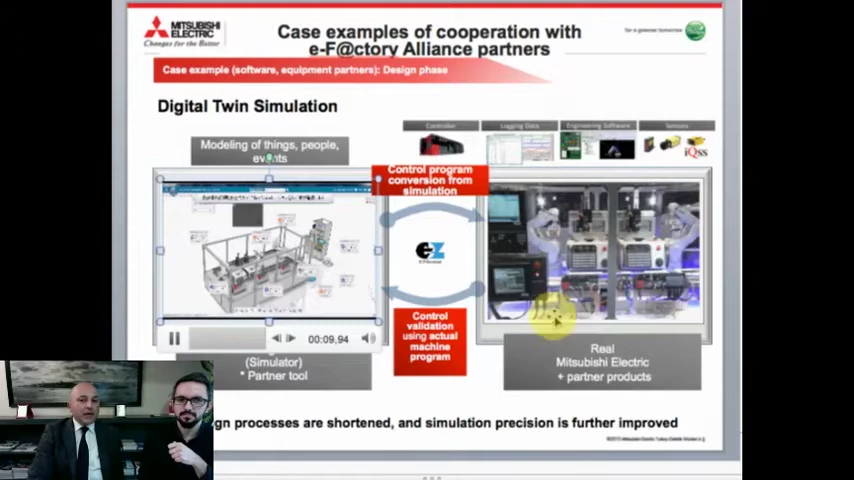 MITSUBISHI
ELECTRIC
Changes for the Better
Case examples of cooperation with
e-F@ctory Alliance partners
for a greener tomorrow
Case example (software, equipment partners): Design phase
Digital Twin Simulation
Controller
Logging Data
Engineering Software
Sensors
iQSS
Modeling of things, people,
events
Control program
conversion from
simulation
Control
validation
using actual
machine
program
00:09,94
(Simulator)
* Partner tool
Real
Mitsubishi Electric
+ partner products
gn processes are shortened, and simulation precision is further improved